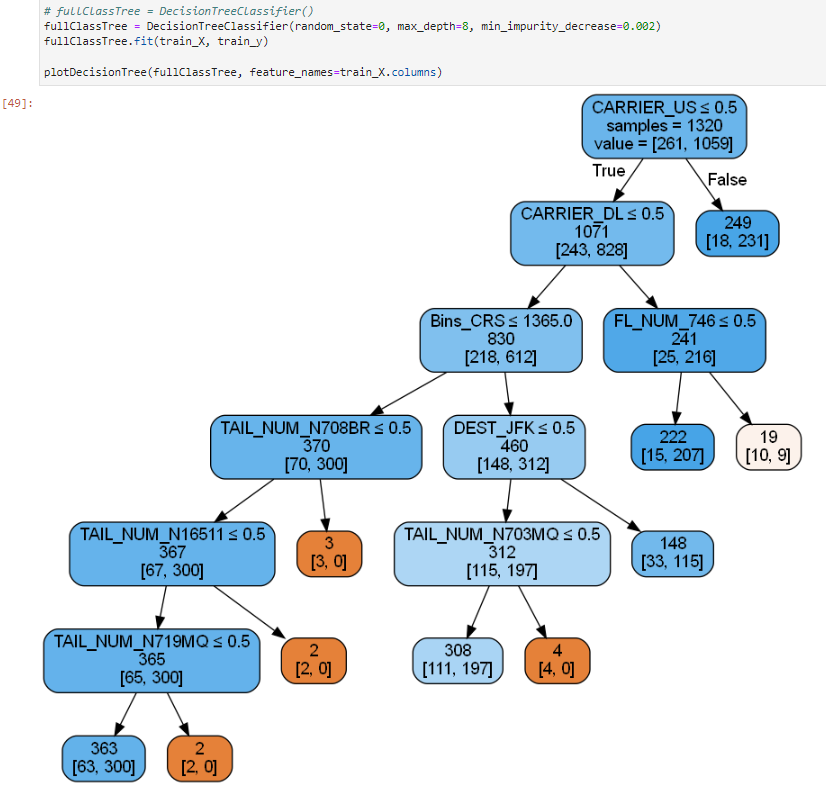 # fullClassTree = DecisionTreeClassifier()
fullClassTree = DecisionTreeClassifier(random_state=0, max_depth=8, min_impurity_decrease=0.002)
fullClassTree.fit(train_X, train_y)
plotDecisionTree(fullClassTree, feature_names=train_X.columns)
[49]:
CARRIER_US ≤ 0.5
samples = 1320
value = [261, 1059]
True
False
CARRIER_DL ≤ 0.5
1071
[243, 828]
249
[18, 231]
Bins_CRS ≤ 1365.0
830
[218, 612]
FL_NUM_746 ≤ 0.5
241
[25, 216]
TAIL_NUM_N708BR ≤ 0.5
370
[70, 300]
DEST_JFK ≤ 0.5
460
[148, 312]
222
[15, 207]
19
[10, 9]
TAIL_NUM_N16511 ≤ 0.5
367
[67, 300]
3
[3, 0]
TAIL_NUM_N703MQ ≤ 0.5
312
[115, 197]
148
[33, 115]
TAIL_NUM_N719MQ ≤ 0.5
365
[65, 300]
2
[2, 0]
308
[111, 197]
4
[4, 0]
363
[63, 300]
2
[2, 0]